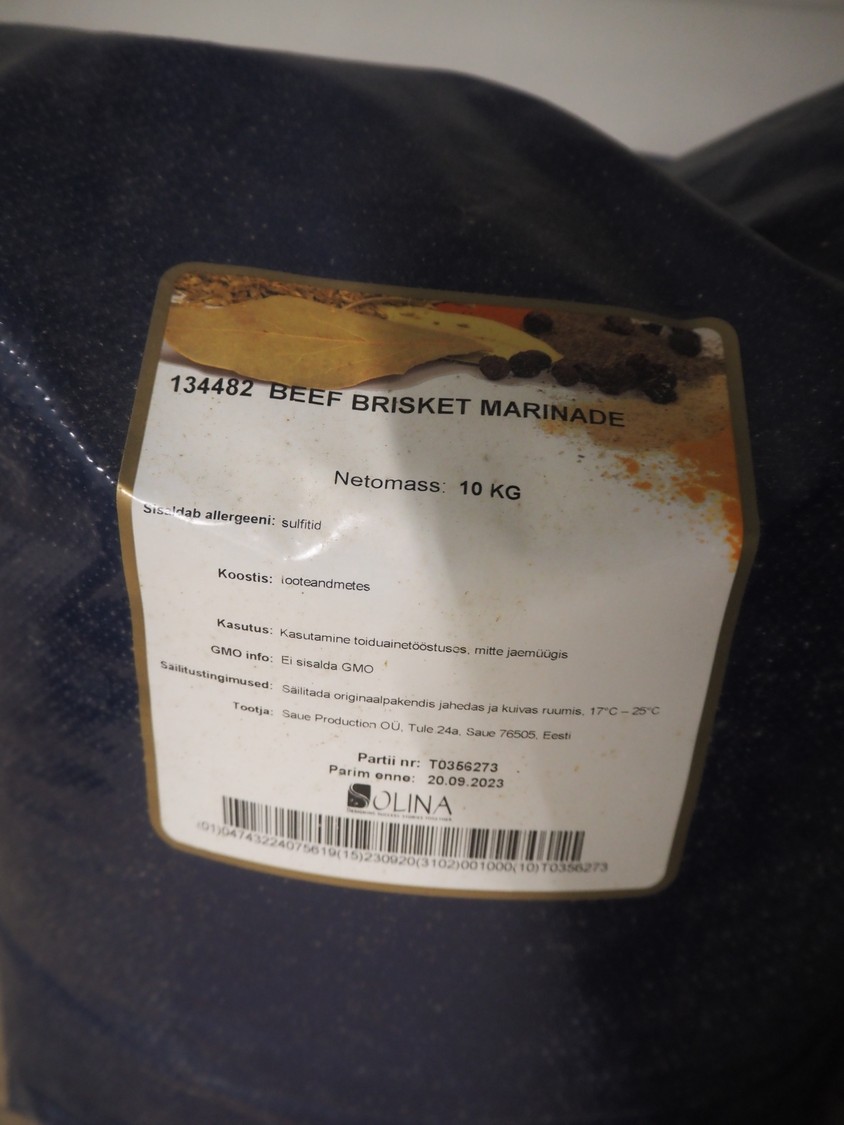 134482 BEEF BRISKET MARINADE
Netomass: 10 KG
Sisaldab allergeeni: sulfitid
Koostis: tooteandmetes
Kasutus: Kasutamine toiduainetööstuses, mitte jaemüügis
GMO info: Ei sisalda GMO
Säilitustingimused: Säilitada originaalpakendis jahedas ja kuivas ruumis, 17°C – 25°C
Tootja: Saue Production OÜ, Tule 24a, Saue 76505, Eesti
Partii nr: T0356273
Parim enne: 20.09.2023
SOLINA
(01)04743224075619(15)230920(3102)001000(10)T0356273